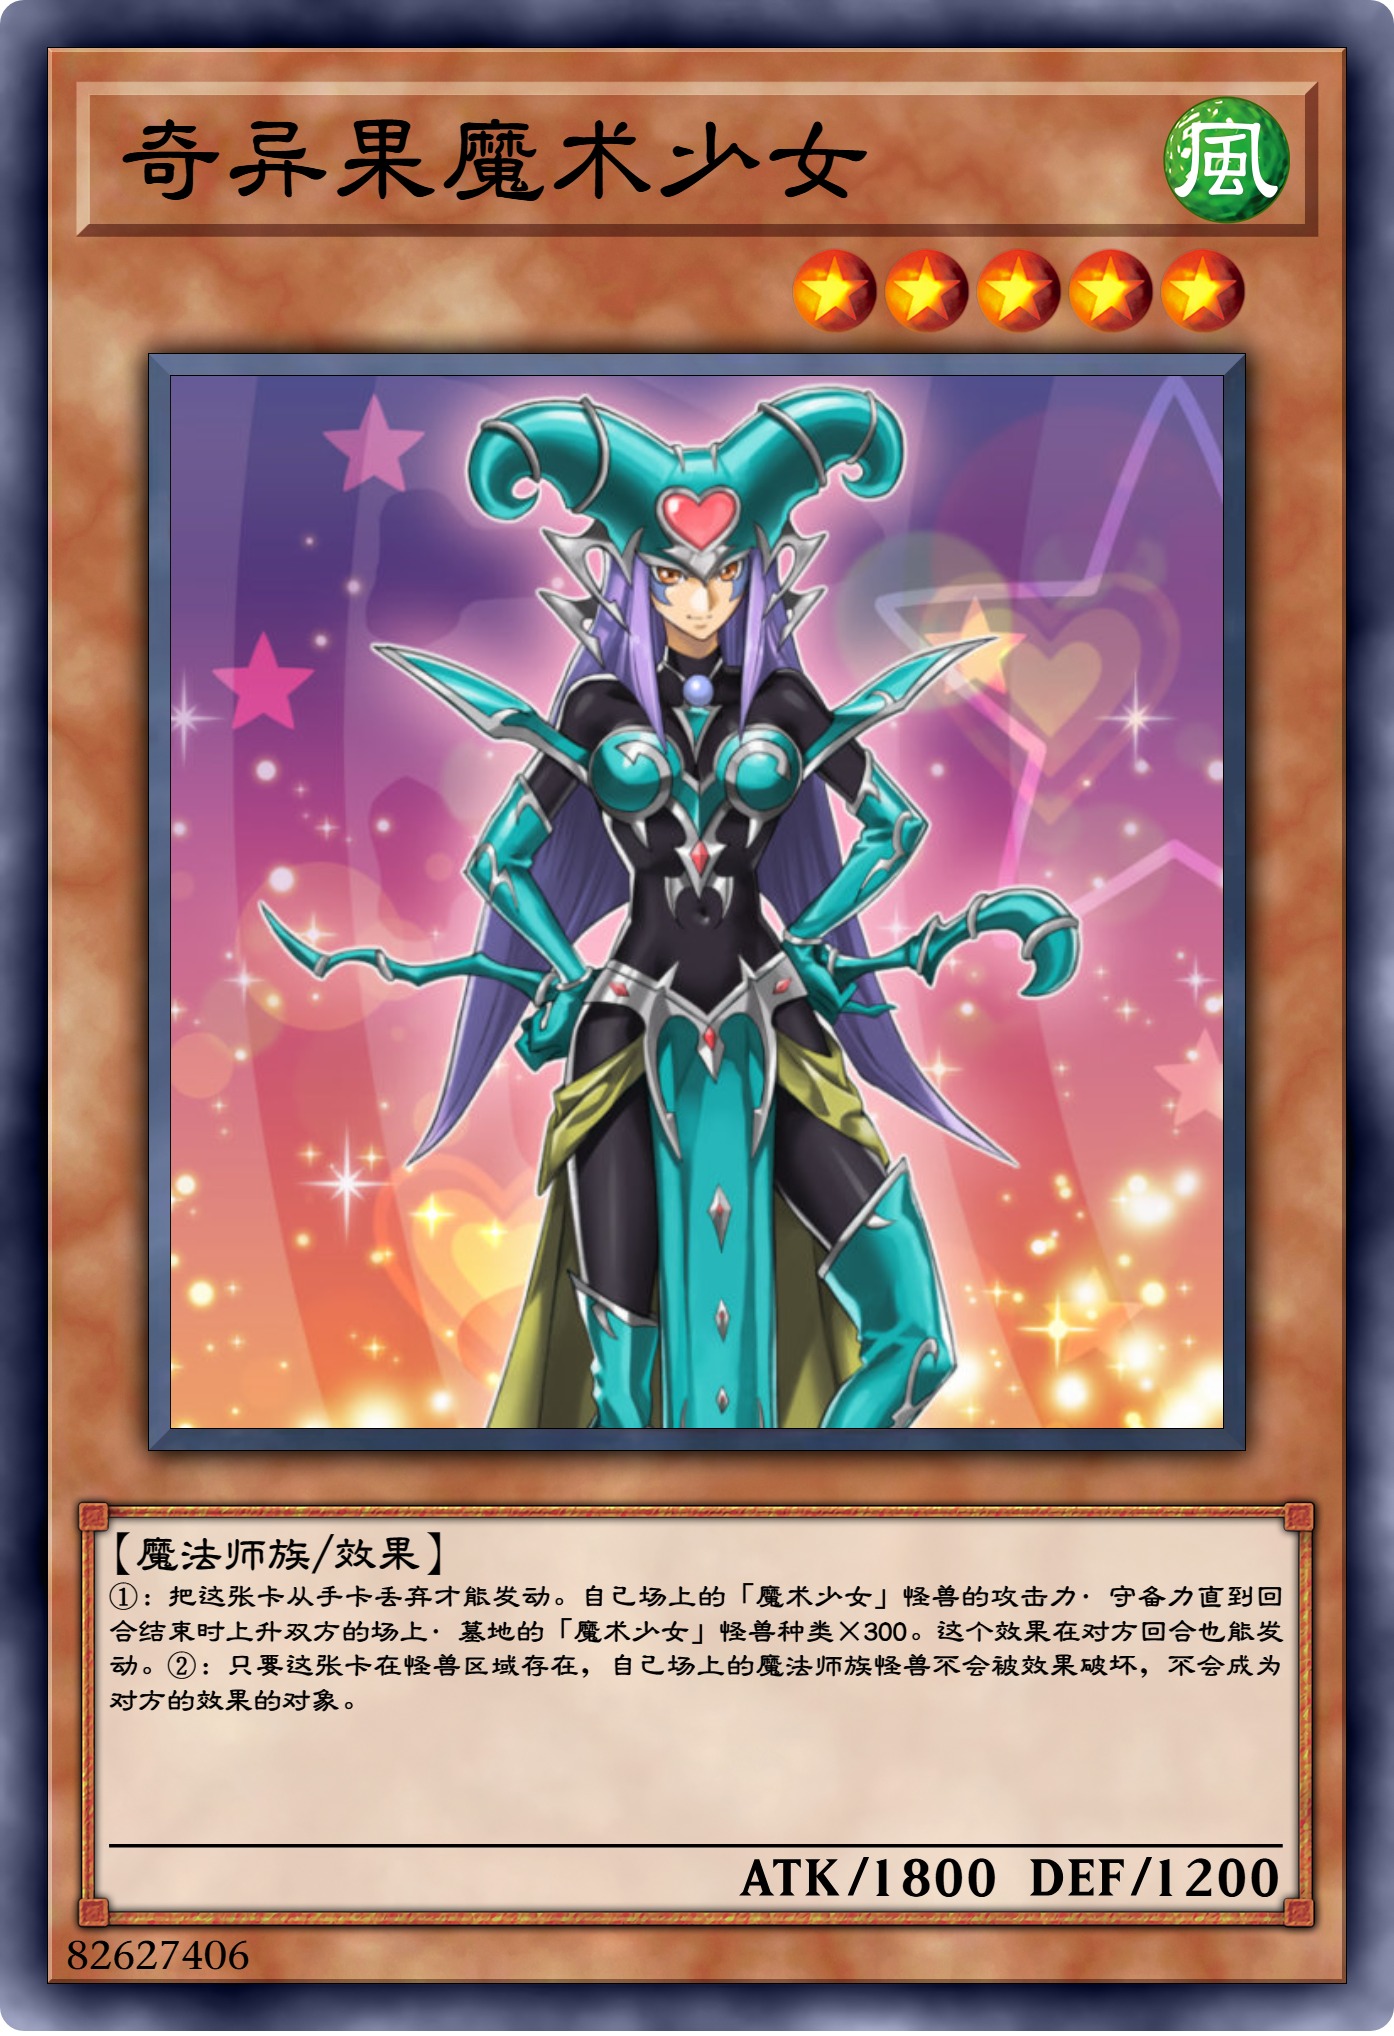 奇异果魔术少女
風
【魔法师族/效果】
①：把这张卡从手卡丢弃才能发动。自己场上的「魔术少女」怪兽的攻击力·守备力直到回
合结束时上升双方的场上·墓地的「魔术少女」怪兽种类×300。这个效果在对方回合也能发
动。②：只要这张卡在怪兽区域存在，自己场上的魔法师族怪兽不会被效果破坏，不会成为
对方的效果的对象。
ATK/1800 DEF/1200
82627406